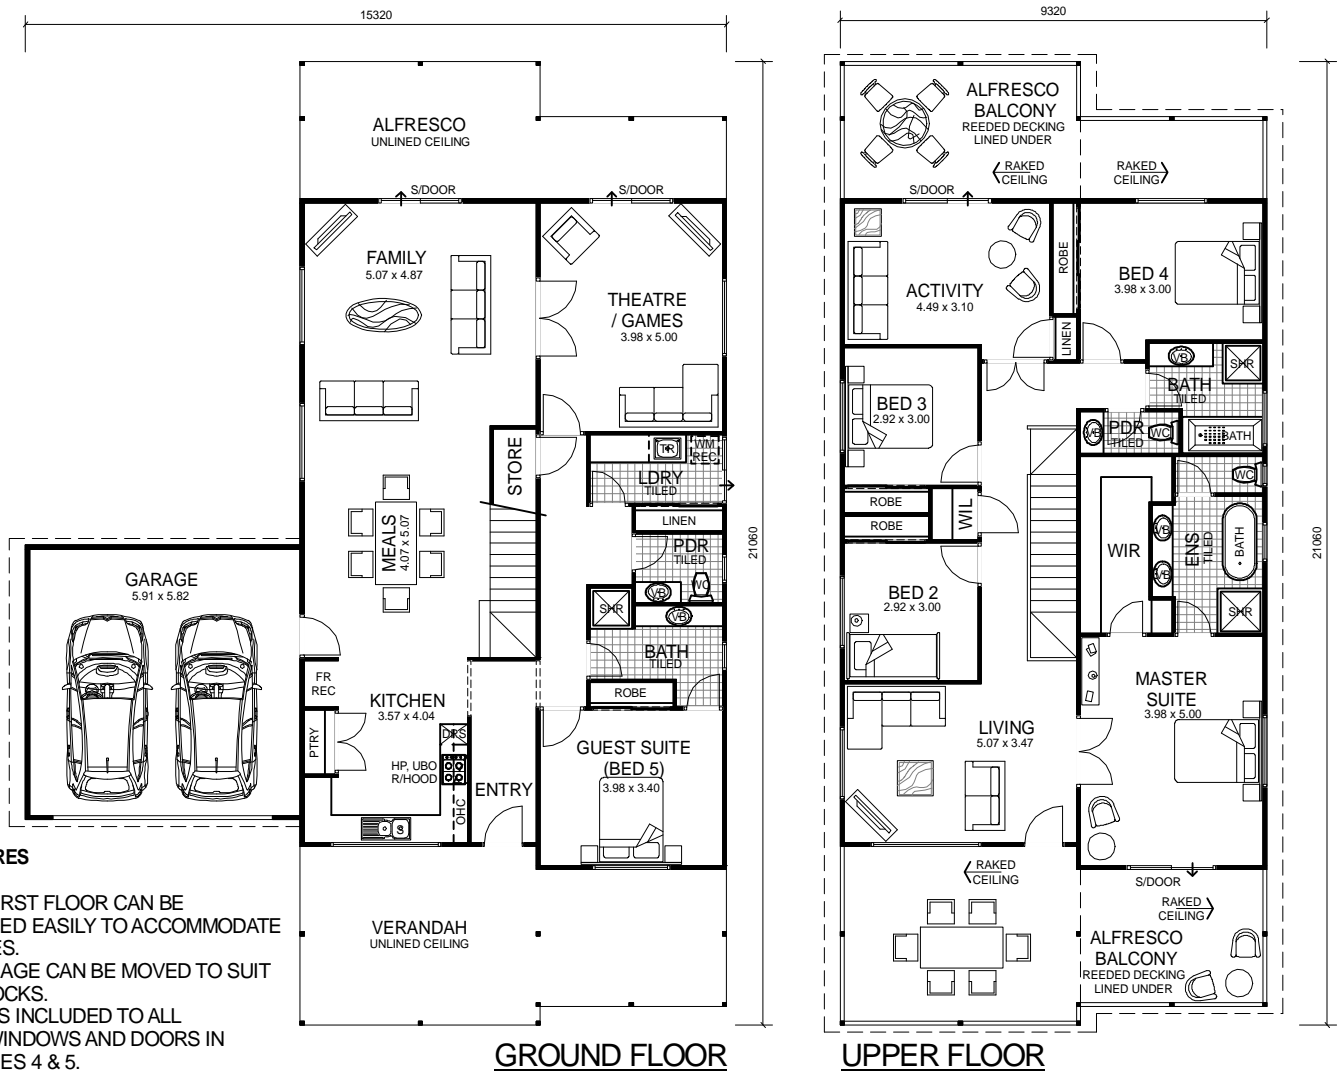 15320
9320
21060
21060
ALFRESCO
UNLINED CEILING
S/DOOR
S/DOOR
FAMILY
5.07 x 4.87
THEATRE
/ GAMES
3.98 x 5.00
STORE
TR
WM
REC
LDRY
TILED
LINEN
MEALS
4.07 x 5.07
PDR
TILED
VB
WC
SHR
VB
BATH
TILED
ROBE
GARAGE
5.91 x 5.82
FR
REC
KITCHEN
3.57 x 4.04
PTRY
DRS
HP, UBO
R/HOOD
OHC
ENTRY
GUEST SUITE
(BED 5)
3.98 x 3.40
VERANDAH
UNLINED CEILING
RES
RST FLOOR CAN BE
ED EASILY TO ACCOMMODATE
ES.
AGE CAN BE MOVED TO SUIT
OCKS.
S INCLUDED TO ALL
WINDOWS AND DOORS IN
ES 4 & 5.
GROUND FLOOR
ALFRESCO
BALCONY
REEDED DECKING
LINED UNDER
RAKED
CEILING
RAKED
CEILING
S/DOOR
ACTIVITY
4.49 x 3.10
ROBE
LINEN
BED 4
3.98 x 3.00
VB
SHR
BATH
TILED
BED 3
2.92 x 3.00
VB
PDR
TILED
WC
BATH
ROBE
ROBE
WIL
WC
WIR
VB
VB
ENS
TILED
BATH
SHR
BED 2
2.92 x 3.00
MASTER
SUITE
3.98 x 5.00
LIVING
5.07 x 3.47
RAKED
CEILING
S/DOOR
RAKED
CEILING
ALFRESCO
BALCONY
REEDED DECKING
LINED UNDER
UPPER FLOOR